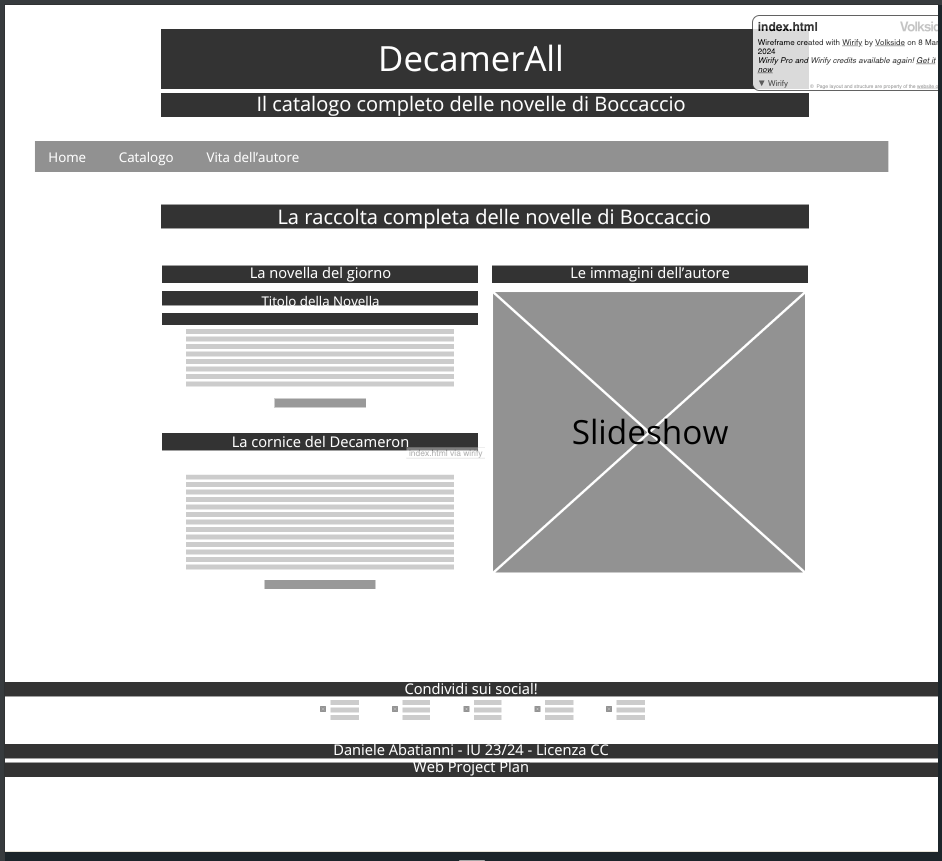 index.html
Volksid
Wireframe created with Wirify by Volkside on 8 Mar
2024
Wirify Pro and Wirify credits available again! Get it
now
▼ Wirify
© Page layout and structure are property of the website
DecamerAll
Il catalogo completo delle novelle di Boccaccio
Home Catalogo Vita dell'autore
La raccolta completa delle novelle di Boccaccio
La novella del giorno
Titolo della Novella
La cornice del Decameron
index.html via wirify
Le immagini dell'autore
Slideshow
Condividi sui social!
Daniele Abatianni - IU 23/24 - Licenza CC
Web Project Plan